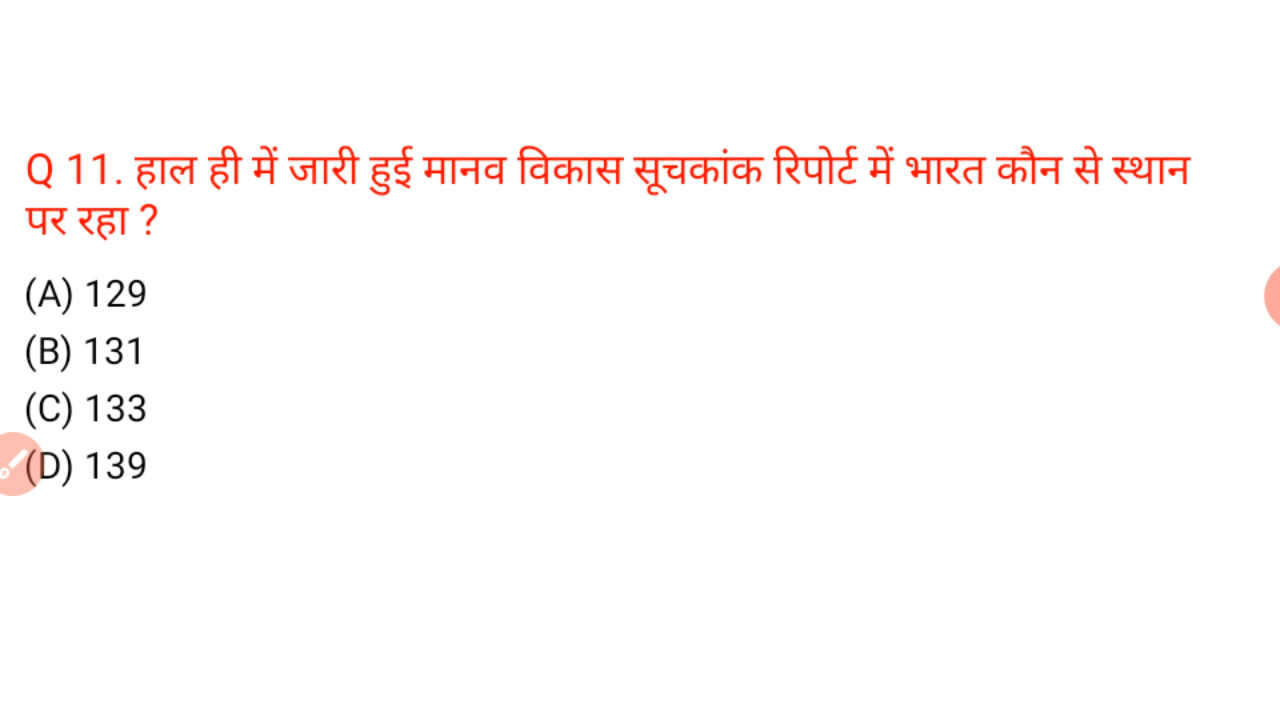 Q 11. हाल ही में जारी हुई मानव विकास सूचकांक रिपोर्ट में भारत कौन से स्थान
पर रहा ?
(A) 129
(B) 131
(C) 133
(D) 139